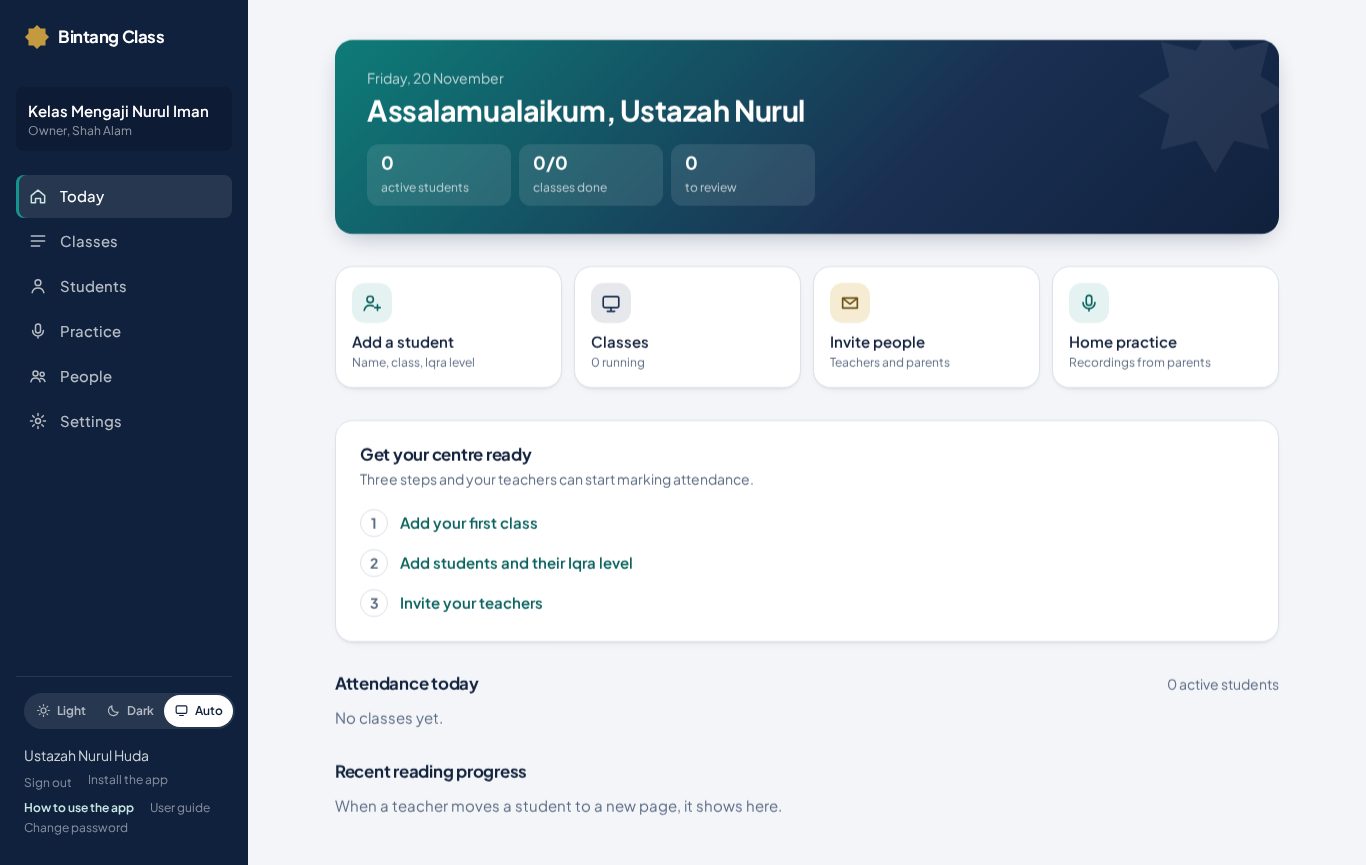 Bintang Class
Kelas Mengaji Nurul Iman
Owner, Shah Alam
Today
Classes
Students
Practice
People
Settings
Light Dark Auto
Ustazah Nurul Huda
Sign out Install the app
How to use the app User guide
Change password
Friday, 20 November
Assalamualaikum, Ustazah Nurul
0
active students
0/0
classes done
0
to review
Add a student
Name, class, Iqra level
Classes
0 running
Invite people
Teachers and parents
Home practice
Recordings from parents
Get your centre ready
Three steps and your teachers can start marking attendance.
1 Add your first class
2 Add students and their Iqra level
3 Invite your teachers
Attendance today 0 active students
No classes yet.
Recent reading progress
When a teacher moves a student to a new page, it shows here.